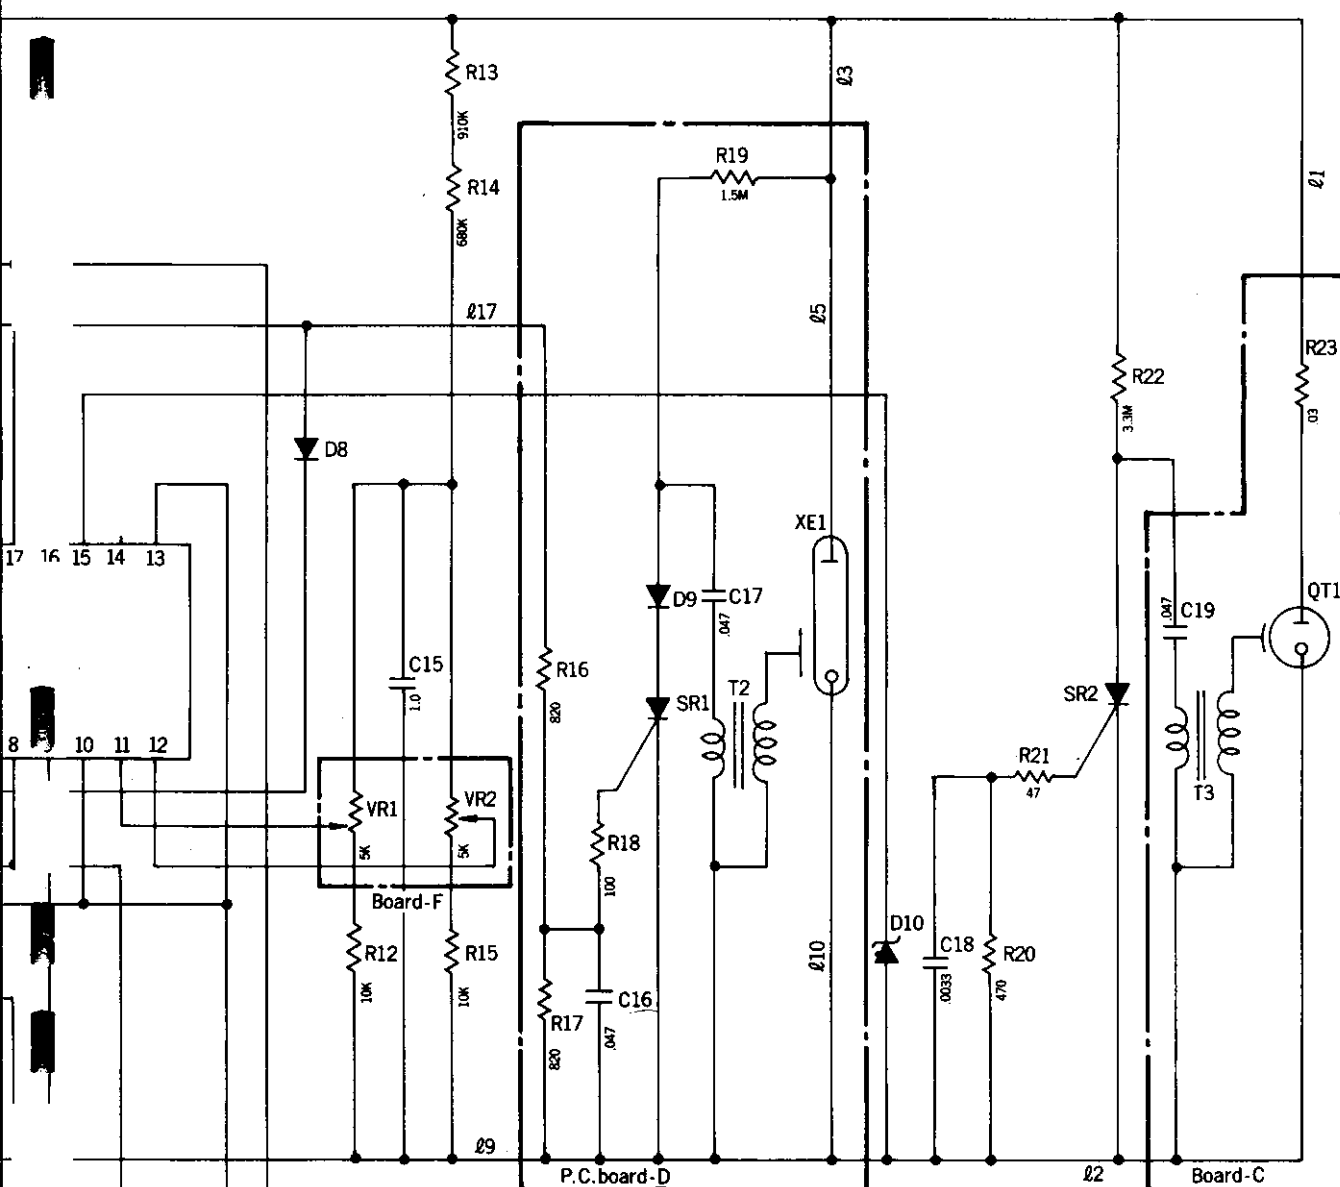 R13
910K
R14
680K
ℓ3
R19
1.5M
ℓ1
ℓ17
ℓ5
R22
3.3M
R23
.03
D8
XE1
17 16 15 14 13
D9
C17
.047
C19
.047
QT1
C15
1.0
R16
820
SR1
T2
SR2
R21
47
T3
8 10 11 12
VR1
5K
VR2
5K
R18
100
Board-F
R12
10K
R15
10K
R17
820
C16
.047
ℓ10
D10
C18
.0033
R20
470
ℓ9
P.C.board-D
ℓ2
Board-C